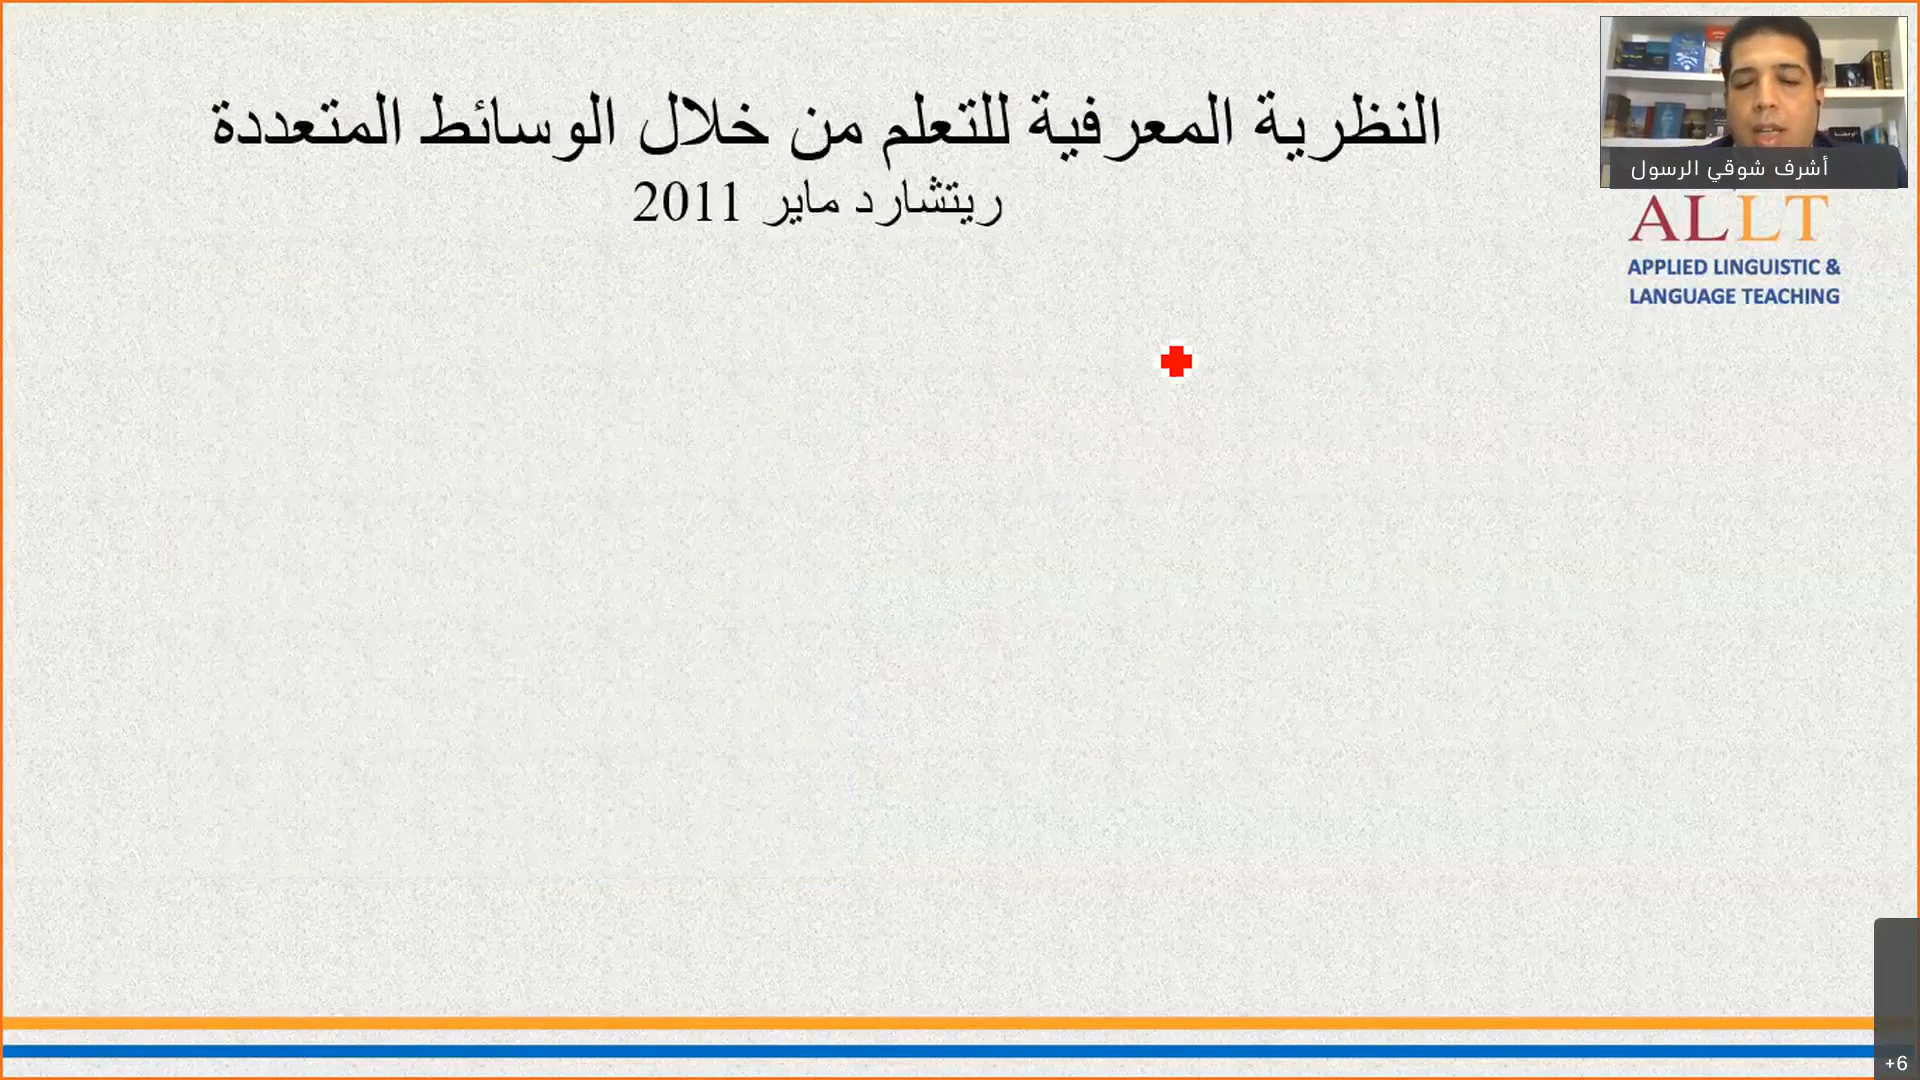 النظرية المعرفية للتعلم من خلال الوسائط المتعددة
ريتشارد ماير 2011
أشرف شوقي الرسول
ALLT
APPLIED LINGUISTIC &
LANGUAGE TEACHING
+6